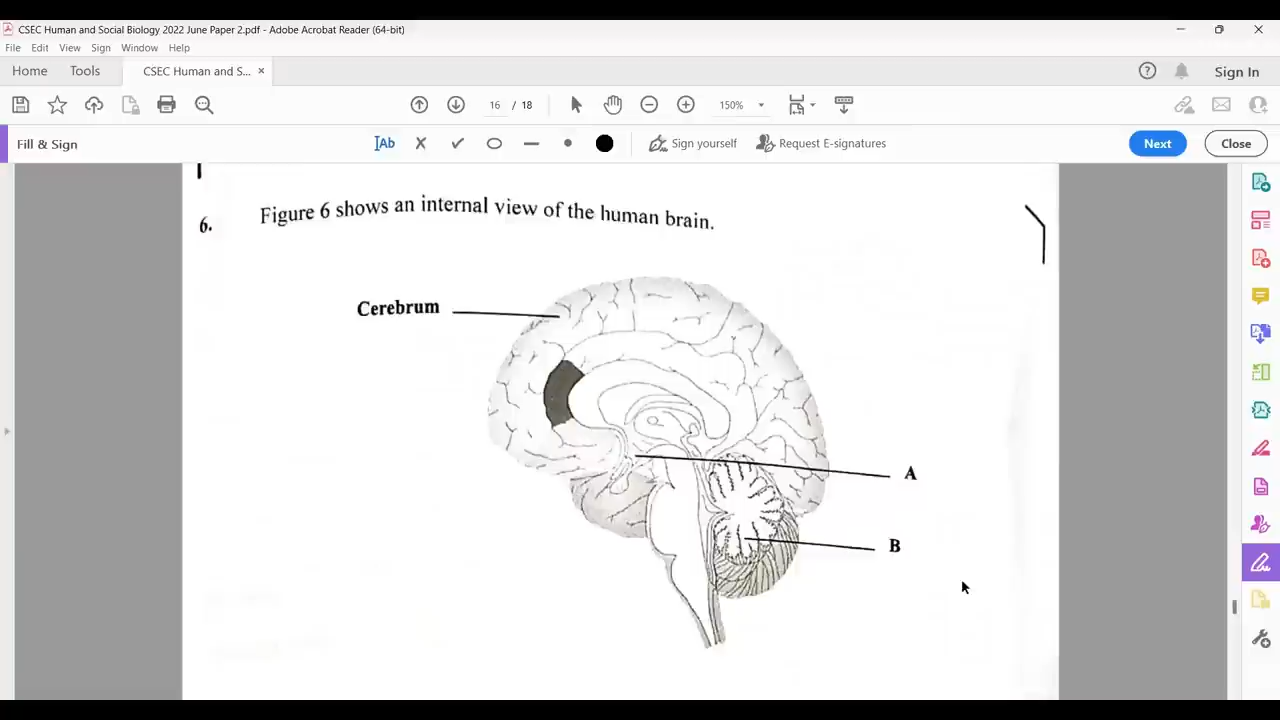 CSEC Human and Social Biology 2022 June Paper 2.pdf - Adobe Acrobat Reader (64-bit)
File Edit View Sign Window Help
Home Tools CSEC Human and S... × Sign In
16 / 18 150%
Fill & Sign Ab Sign yourself Request E-signatures Next Close
6. Figure 6 shows an internal view of the human brain.
Cerebrum
A
B